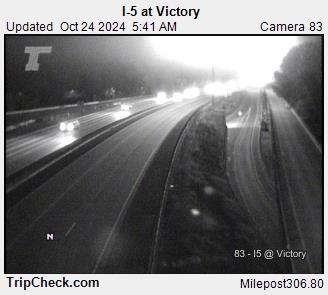 I-5 at Victory
Updated Oct 24 2024 5:41 AM Camera 83
T
N
83 - I5 @ Victory
TripCheck.com Milepost306.80